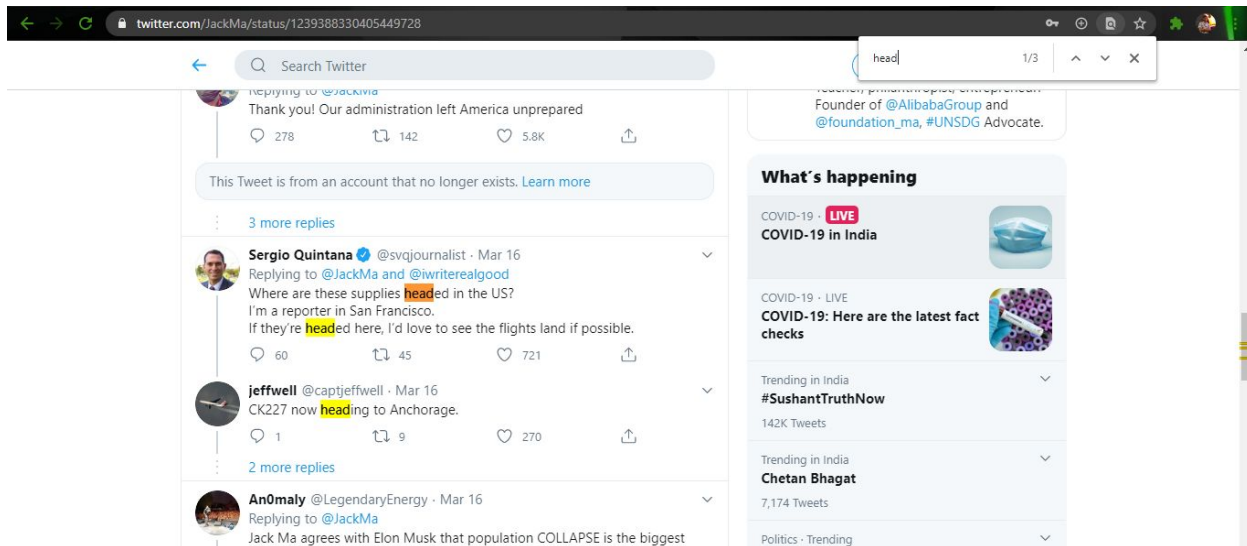 twitter.com/JackMa/status/1239388330405449728
head 1/3
Search Twitter
Replying to @JackMa
Thank you! Our administration left America unprepared
278 142 5.8K
This Tweet is from an account that no longer exists. Learn more
3 more replies
Sergio Quintana @svqjournalist · Mar 16
Replying to @JackMa and @iwriterealgood
Where are these supplies headed in the US?
I'm a reporter in San Francisco.
If they're headed here, I'd love to see the flights land if possible.
60 45 721
jeffwell @captjeffwell · Mar 16
CK227 now heading to Anchorage.
1 9 270
2 more replies
An0maly @LegendaryEnergy · Mar 16
Replying to @JackMa
Jack Ma agrees with Elon Musk that population COLLAPSE is the biggest
Teacher, philanthropist, entrepreneur
Founder of @AlibabaGroup and
@foundation_ma, #UNSDG Advocate.
What's happening
COVID-19 · LIVE
COVID-19 in India
COVID-19 · LIVE
COVID-19: Here are the latest fact
checks
Trending in India
#SushantTruthNow
142K Tweets
Trending in India
Chetan Bhagat
7,174 Tweets
Politics · Trending